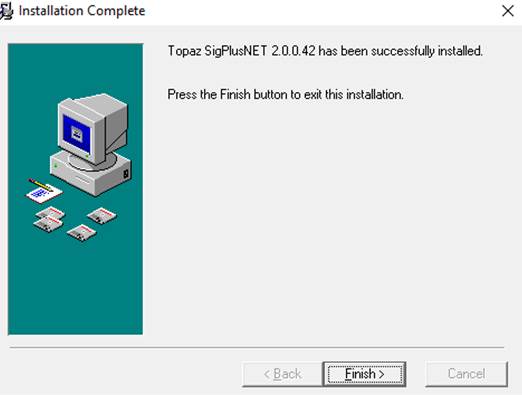 Installation Complete
Topaz SigPlusNET 2.0.0.42 has been successfully installed.
Press the Finish button to exit this installation.
< Back
Finish >
Cancel